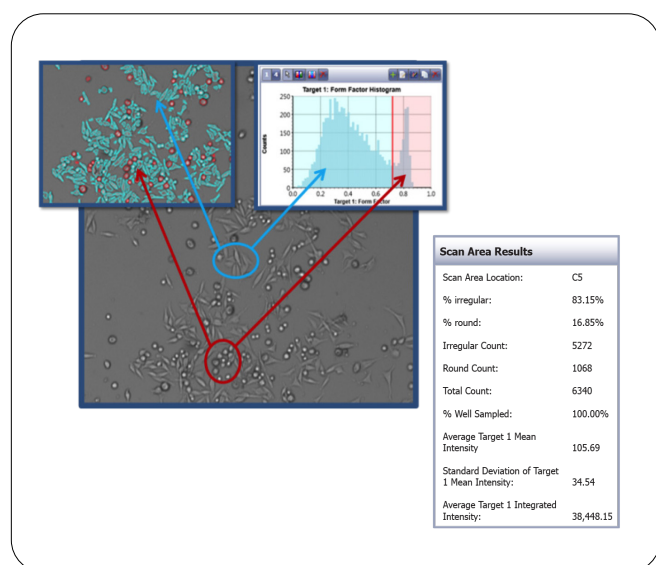 Target 1: Form Factor Histogram
Counts
250
200
150
100
50
0
0.0 0.2 0.4 0.6 0.8 1.0
Target 1: Form Factor
Scan Area Results
Scan Area Location: C5
% irregular: 83.15%
% round: 16.85%
Irregular Count: 5272
Round Count: 1068
Total Count: 6340
% Well Sampled: 100.00%
Average Target 1 Mean
Intensity 105.69
Standard Deviation of Target
1 Mean Intensity: 34.54
Average Target 1 Integrated
Intensity: 38,448.15